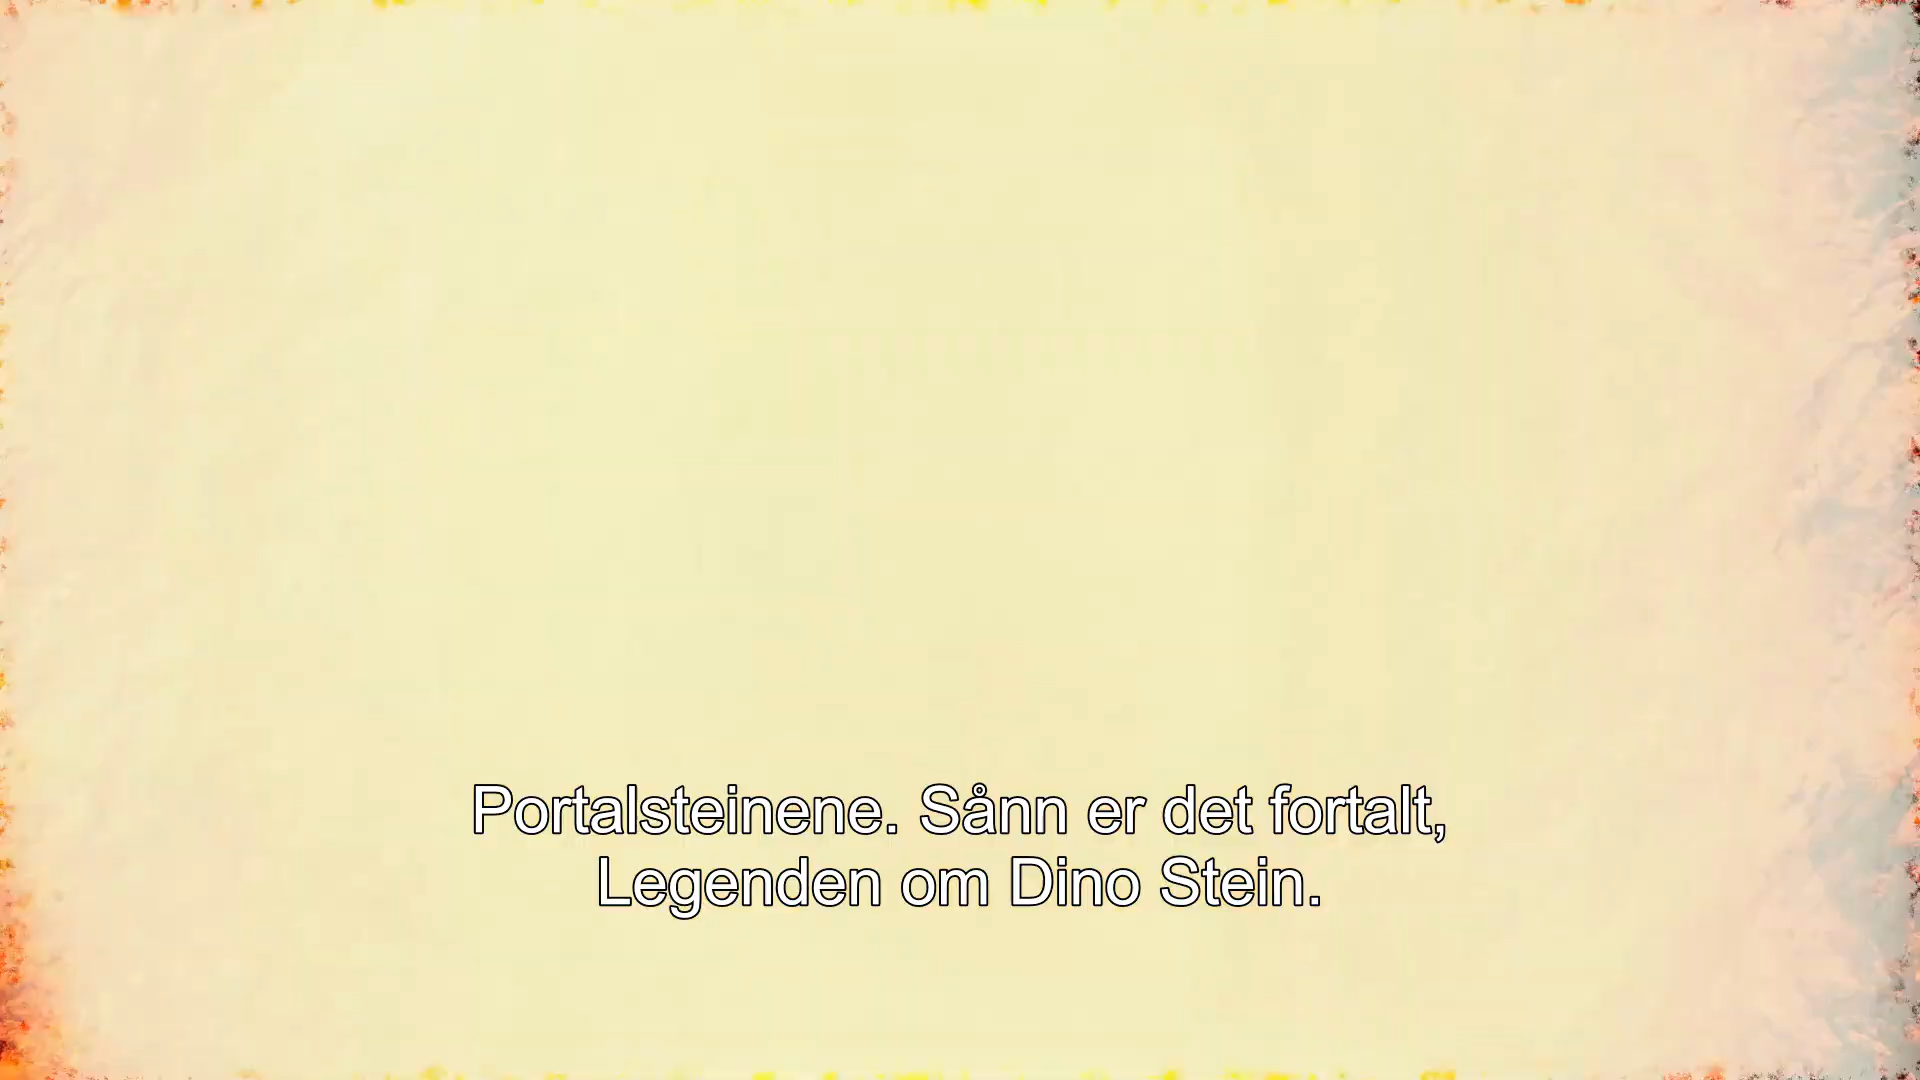 Portalsteinene. Sånn er det fortalt,
Legenden om Dino Stein.